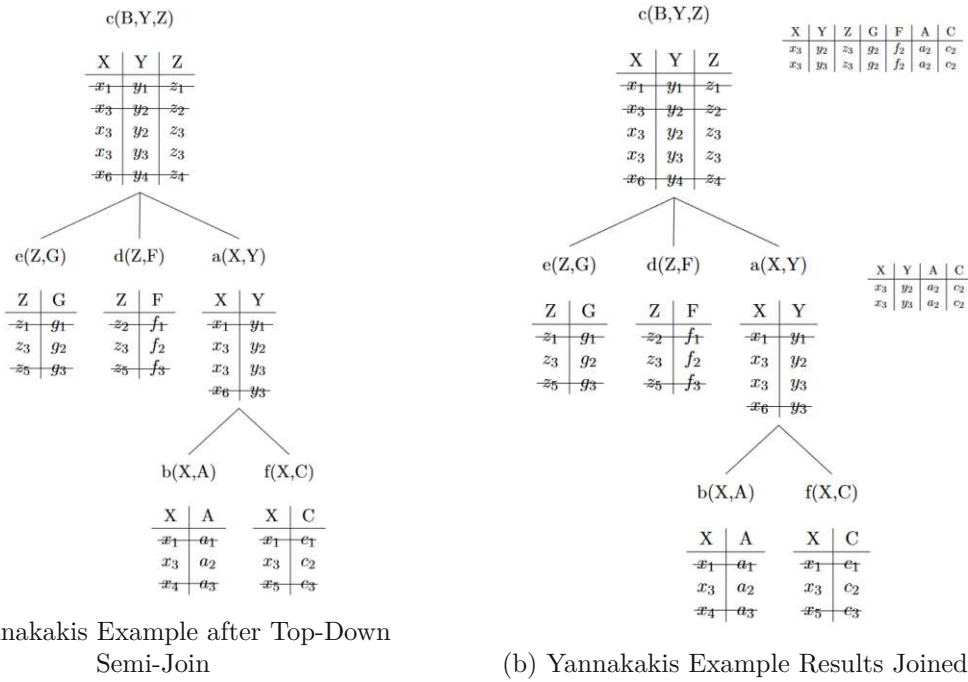 c(B,Y,Z)
X Y Z
x1 y1 z1
x3 y2 z2
x3 y2 z3
x3 y3 z3
x6 y4 z4
e(Z,G) d(Z,F) a(X,Y)
Z G
z1 g1
z3 g2
z5 g3
Z F
z2 f1
z3 f2
z5 f3
X Y
x1 y1
x3 y2
x3 y3
x6 y3
b(X,A) f(X,C)
X A
x1 a1
x3 a2
x4 a3
X C
x1 c1
x3 c2
x5 c3
nnakakis Example after Top-Down
Semi-Join
c(B,Y,Z)
X Y Z
x1 y1 z1
x3 y2 z2
x3 y2 z3
x3 y3 z3
x6 y4 z4
X Y Z G F A C
x3 y2 z3 g2 f2 a2 c2
x3 y3 z3 g2 f2 a2 c2
e(Z,G) d(Z,F) a(X,Y)
Z G
z1 g1
z3 g2
z5 g3
Z F
z2 f1
z3 f2
z5 f3
X Y
x1 y1
x3 y2
x3 y3
x6 y3
X Y A C
x3 y2 a2 c2
x3 y3 a2 c2
b(X,A) f(X,C)
X A
x1 a1
x3 a2
x4 a3
X C
x1 c1
x3 c2
x5 c3
(b) Yannakakis Example Results Joined